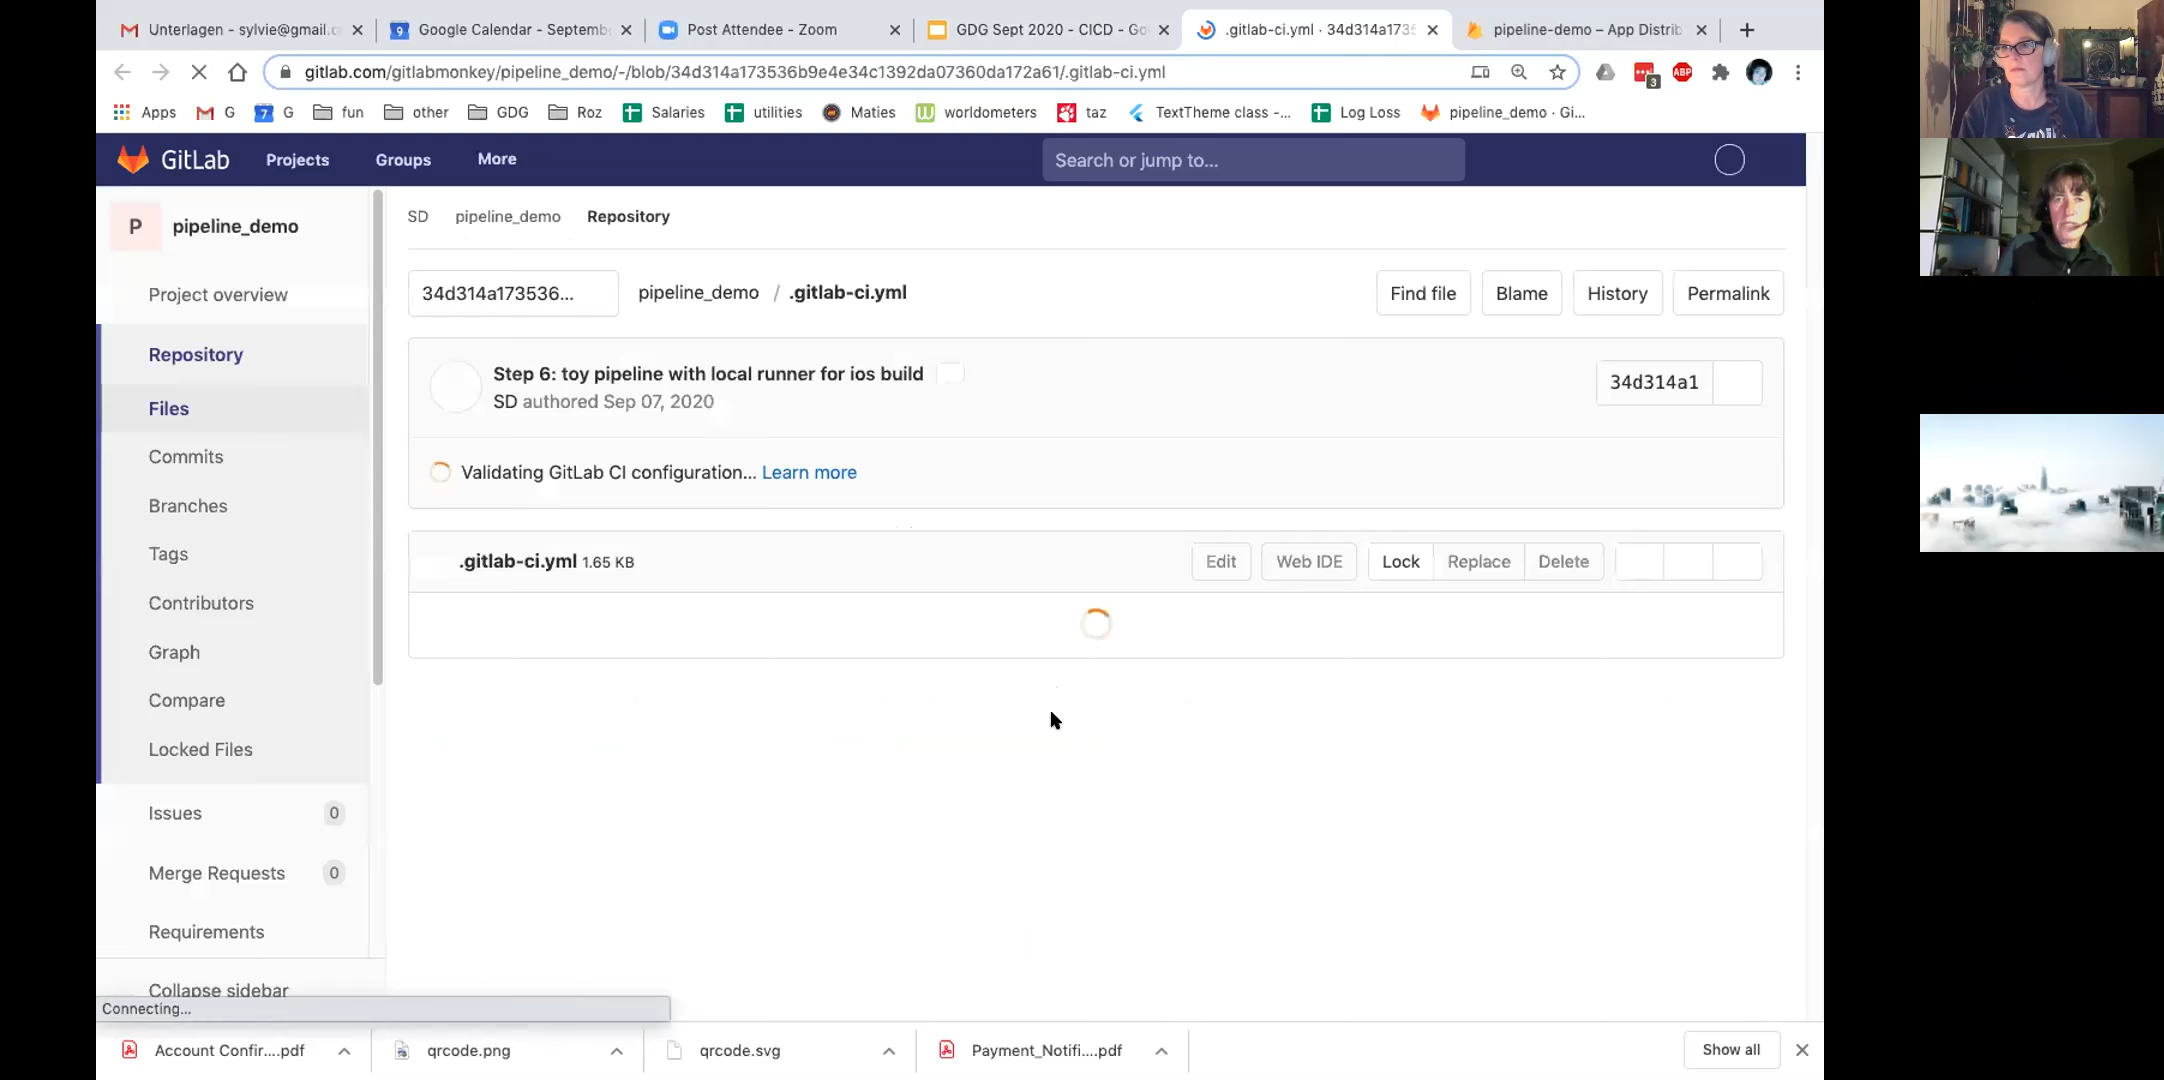 Unterlagen - sylvie@gmail.c
Google Calendar - Septemb
Post Attendee - Zoom
GDG Sept 2020 - CICD - Go
.gitlab-ci.yml · 34d314a1735
pipeline-demo – App Distrib
gitlab.com/gitlabmonkey/pipeline_demo/-/blob/34d314a173536b9e4e34c1392da07360da172a61/.gitlab-ci.yml
3
ABP
Apps
G
7
G
fun
other
GDG
Roz
Salaries
utilities
Maties
worldometers
taz
TextTheme class -...
Log Loss
pipeline_demo · Gi...
GitLab
Projects
Groups
More
Search or jump to...
P
pipeline_demo
Project overview
Repository
Files
Commits
Branches
Tags
Contributors
Graph
Compare
Locked Files
Issues
0
Merge Requests
0
Requirements
Collapse sidebar
SD
pipeline_demo
Repository
34d314a173536...
pipeline_demo / .gitlab-ci.yml
Find file
Blame
History
Permalink
Step 6: toy pipeline with local runner for ios build
SD authored Sep 07, 2020
34d314a1
Validating GitLab CI configuration... Learn more
.gitlab-ci.yml 1.65 KB
Edit
Web IDE
Lock
Replace
Delete
Connecting...
Account Confir....pdf
qrcode.png
qrcode.svg
Payment_Notifi....pdf
Show all